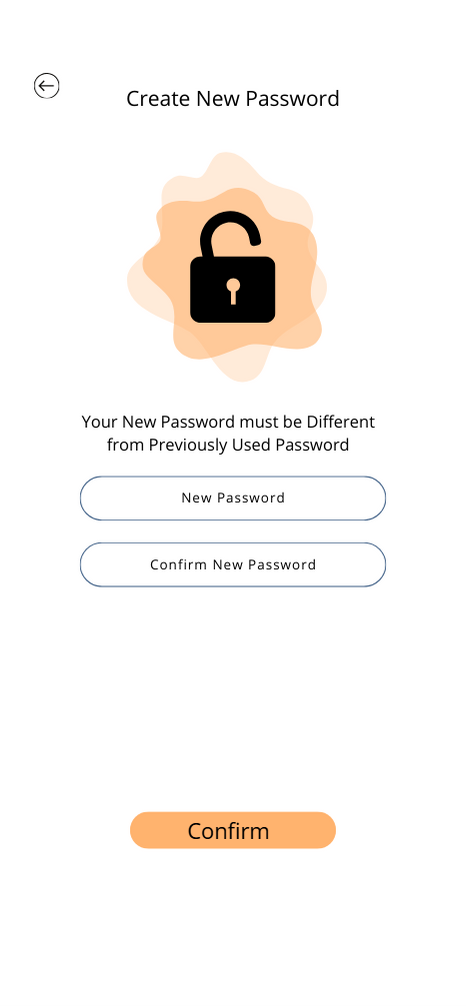 Create New Password
Your New Password must be Different
from Previously Used Password
New Password
Confirm New Password
Confirm